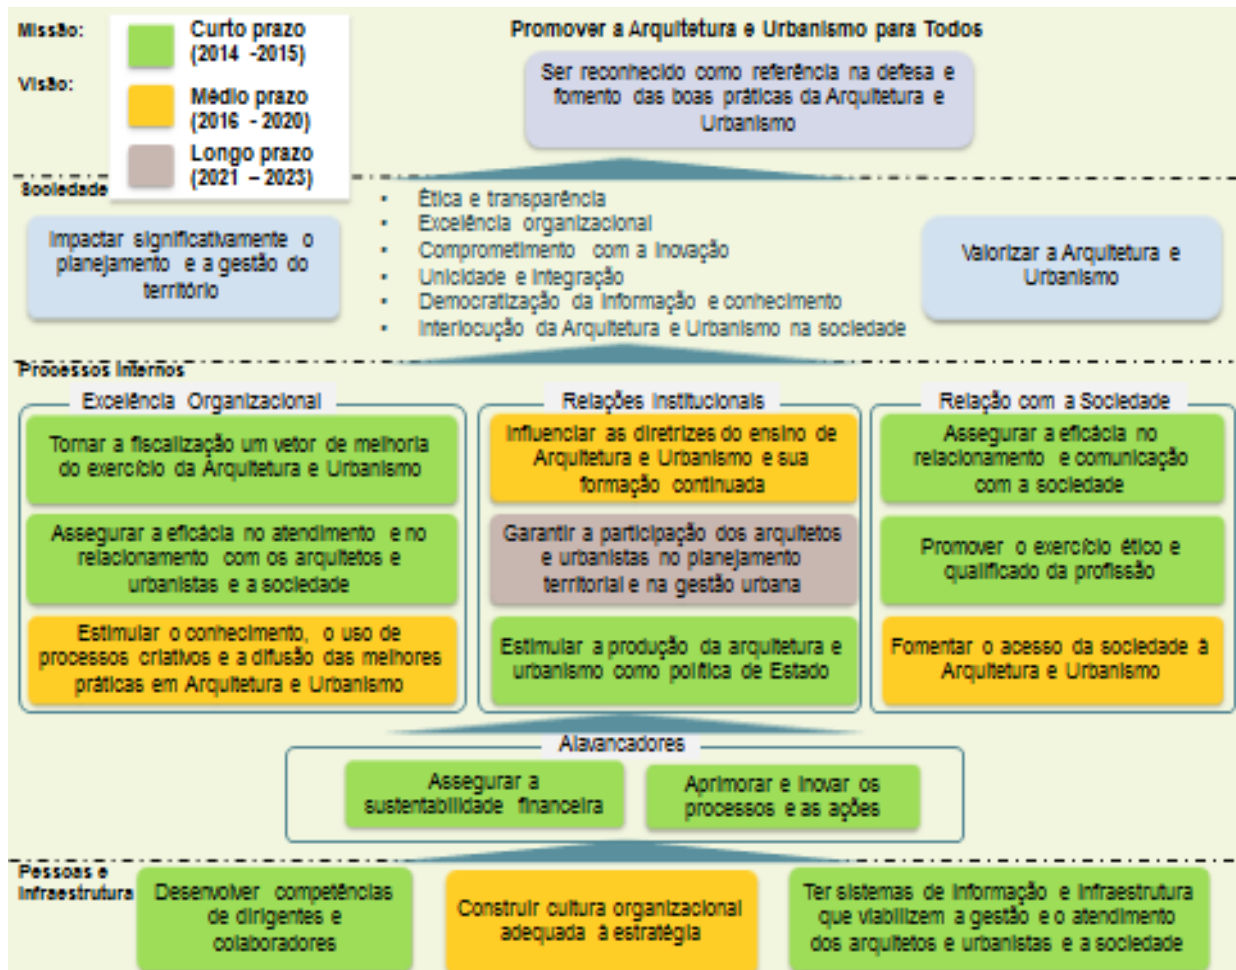 Missão:
Curto prazo
(2014 -2015)
Promover a Arquitetura e Urbanismo para Todos
Visão:
Médio prazo
(2016 - 2020)
Longo prazo
(2021 – 2023)
Ser reconhecido como referência na defesa e
fomento das boas práticas da Arquitetura e
Urbanismo
Sociedade
Impactar significativamente o
planejamento e a gestão do
território
• Ética e transparência
• Excelência organizacional
• Comprometimento com a Inovação
• Unicidade e Integração
• Democratização da Informação e conhecimento
• Interlocução da Arquitetura e Urbanismo na sociedade
Valorizar a Arquitetura e
Urbanismo
Processos Internos
Excelência Organizacional
Tornar a fiscalização um vetor de melhoria
do exercício da Arquitetura e Urbanismo
Assegurar a eficácia no atendimento e no
relacionamento com os arquitetos e
urbanistas e a sociedade
Estimular o conhecimento, o uso de
processos criativos e a difusão das melhores
práticas em Arquitetura e Urbanismo
Relações Institucionais
Influenciar as diretrizes do ensino de
Arquitetura e Urbanismo e sua
formação continuada
Garantir a participação dos arquitetos
e urbanistas no planejamento
territorial e na gestão urbana
Estimular a produção da arquitetura e
urbanismo como política de Estado
Relação com a Sociedade
Assegurar a eficácia no
relacionamento e comunicação
com a sociedade
Promover o exercício ético e
qualificado da profissão
Fomentar o acesso da sociedade à
Arquitetura e Urbanismo
Alavancadores
Assegurar a
sustentabilidade financeira
Aprimorar e Inovar os
processos e as ações
Pessoas e
Infraestrutura
Desenvolver competências
de dirigentes e
colaboradores
Construir cultura organizacional
adequada à estratégia
Ter sistemas de Informação e Infraestrutura
que viabilizem a gestão e o atendimento
dos arquitetos e urbanistas e a sociedade